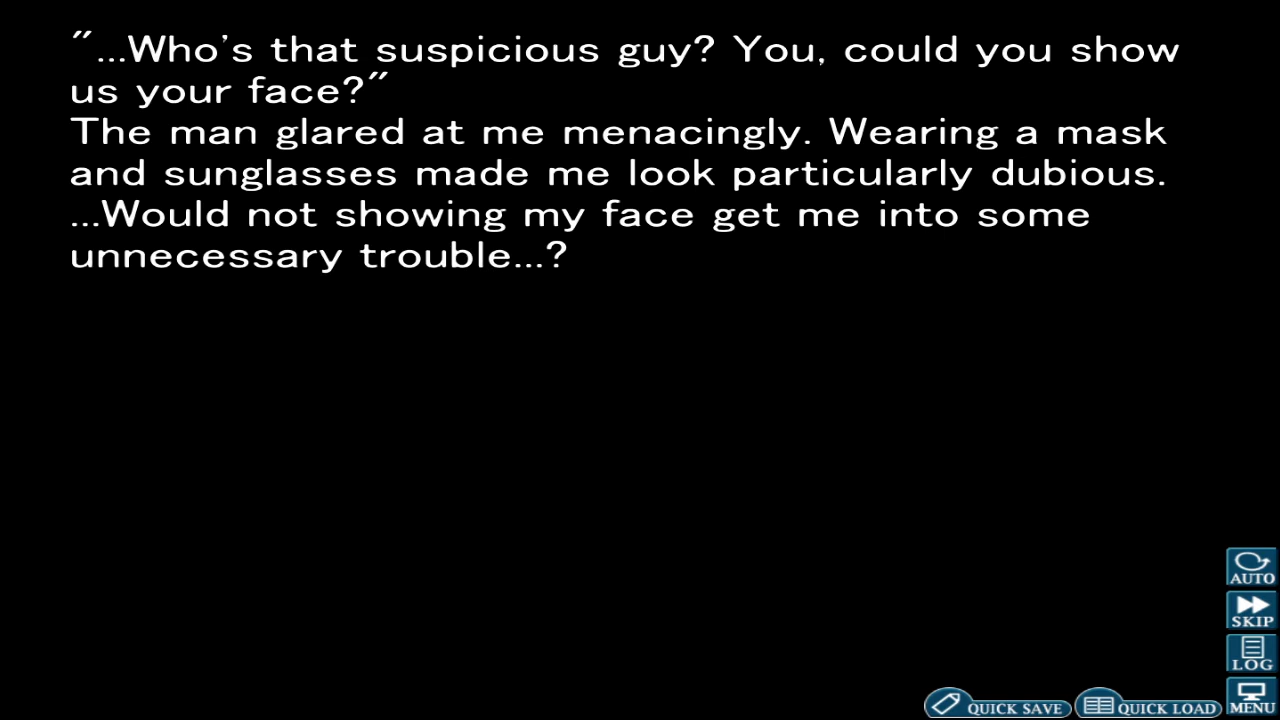 "...Who's that suspicious guy? You, could you show
us your face?"
The man glared at me menacingly. Wearing a mask
and sunglasses made me look particularly dubious.
...Would not showing my face get me into some
unnecessary trouble...?
AUTO
SKIP
LOG
QUICK SAVE
QUICK LOAD
MENU